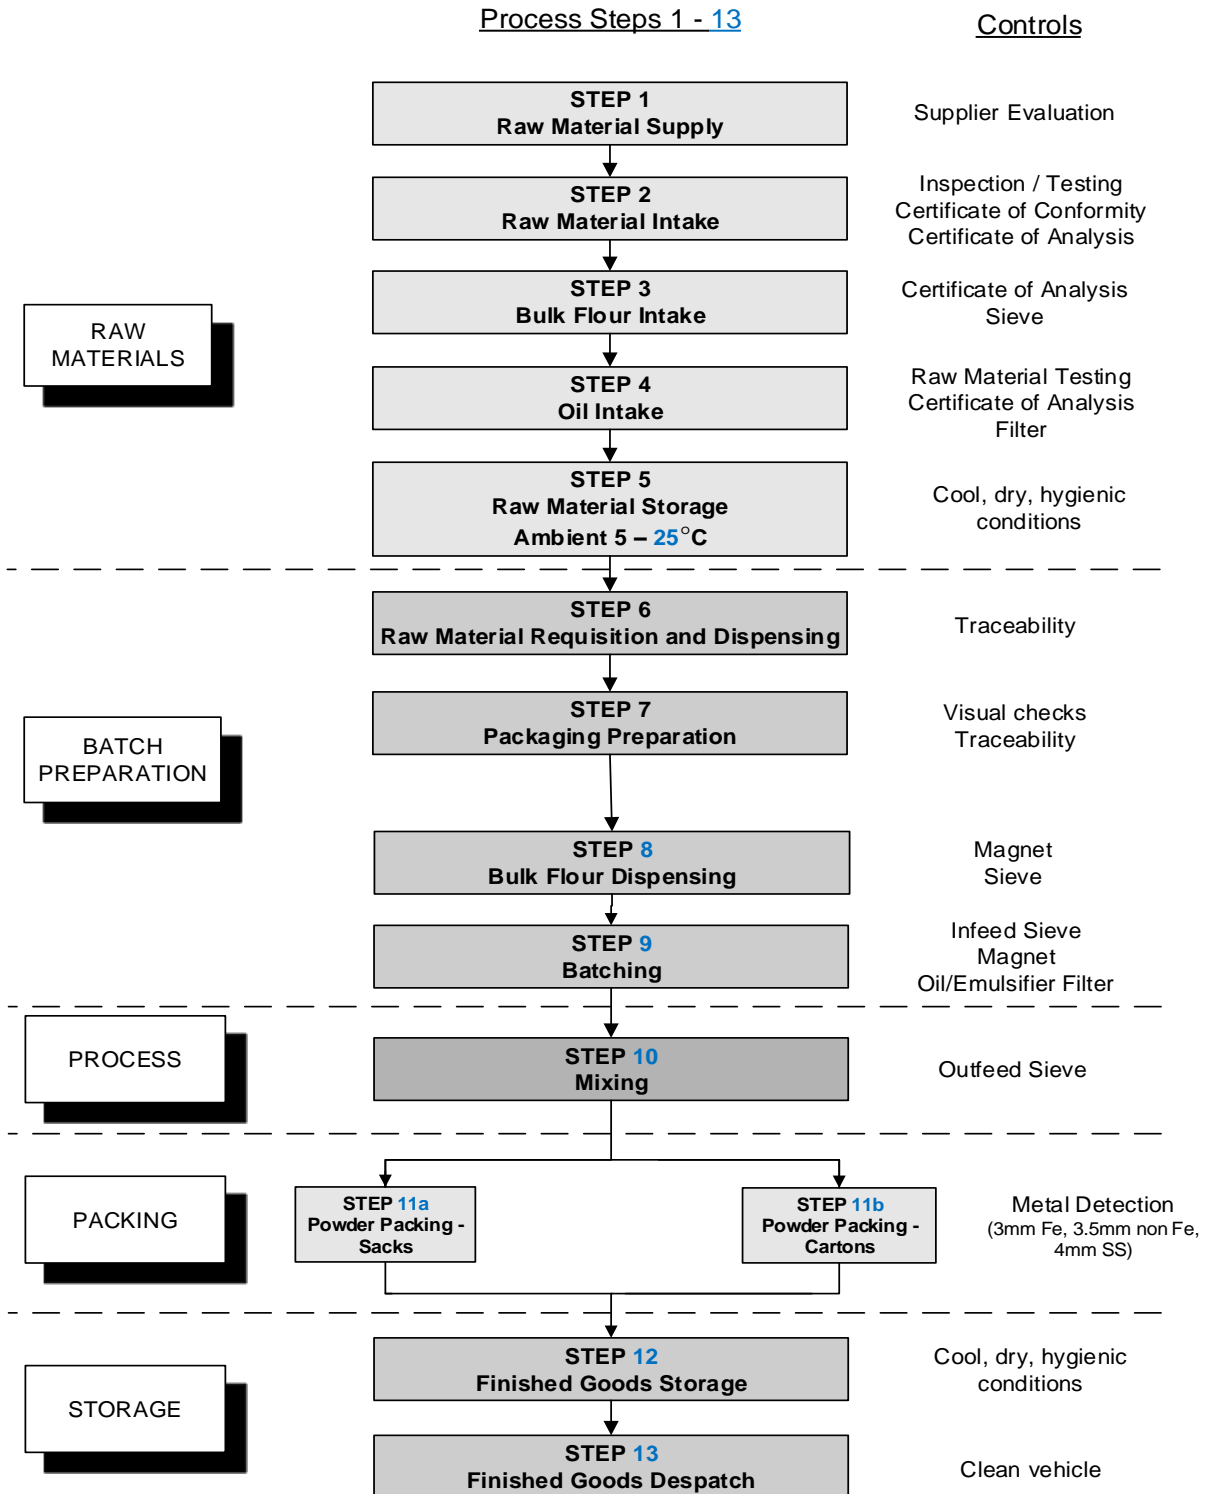 Process Steps 1 - 13
Controls
STEP 1
Raw Material Supply
Supplier Evaluation
STEP 2
Raw Material Intake
Inspection / Testing
Certificate of Conformity
Certificate of Analysis
RAW
MATERIALS
STEP 3
Bulk Flour Intake
Certificate of Analysis
Sieve
STEP 4
Oil Intake
Raw Material Testing
Certificate of Analysis
Filter
STEP 5
Raw Material Storage
Ambient 5 – 25°C
Cool, dry, hygienic
conditions
STEP 6
Raw Material Requisition and Dispensing
Traceability
BATCH
PREPARATION
STEP 7
Packaging Preparation
Visual checks
Traceability
STEP 8
Bulk Flour Dispensing
Magnet
Sieve
STEP 9
Batching
Infeed Sieve
Magnet
Oil/Emulsifier Filter
PROCESS
STEP 10
Mixing
Outfeed Sieve
PACKING
STEP 11a
Powder Packing -
Sacks
STEP 11b
Powder Packing -
Cartons
Metal Detection
(3mm Fe, 3.5mm non Fe,
4mm SS)
STORAGE
STEP 12
Finished Goods Storage
Cool, dry, hygienic
conditions
STEP 13
Finished Goods Despatch
Clean vehicle